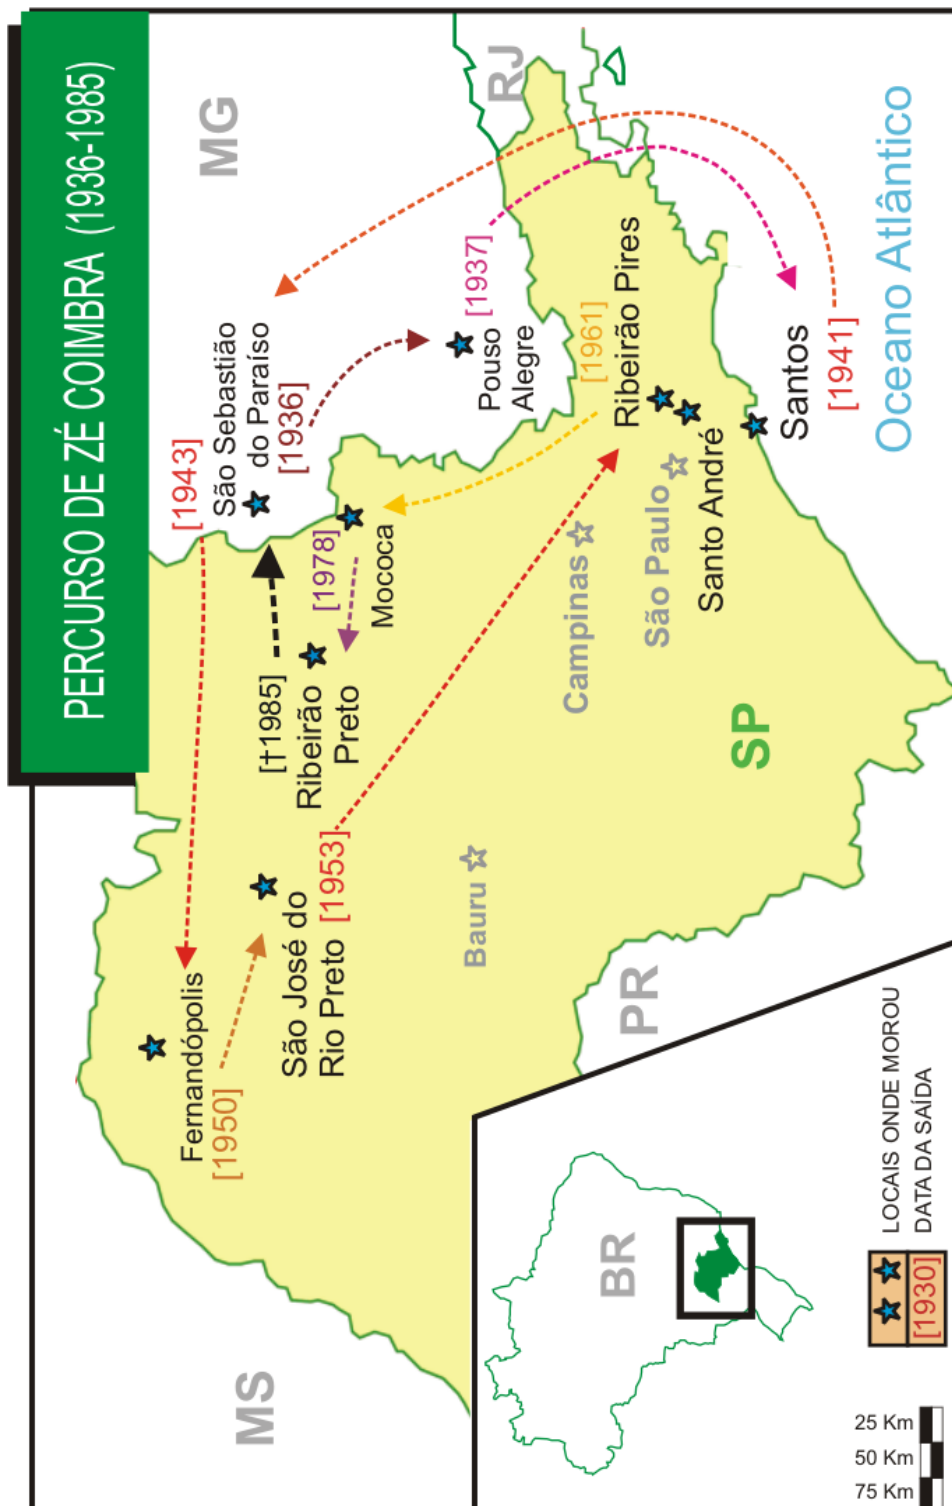 PERCURSO DE ZÉ COIMBRA (1936-1985)
MG
RJ
MS
[1943]
São Sebastião
do Paraíso
[1936]
Fernandópolis
[1950]
[†1985]
Ribeirão
Preto
[1978]
Mococa
São José do
Rio Preto [1953]
[1937]
Pouso
Alegre
Bauru
Campinas
[1961]
Ribeirão Pires
São Paulo
Santo André
SP
PR
Santos
[1941]
Oceano Atlântico
BR
LOCAIS ONDE MOROU
[1930] DATA DA SAÍDA
25 Km
50 Km
75 Km